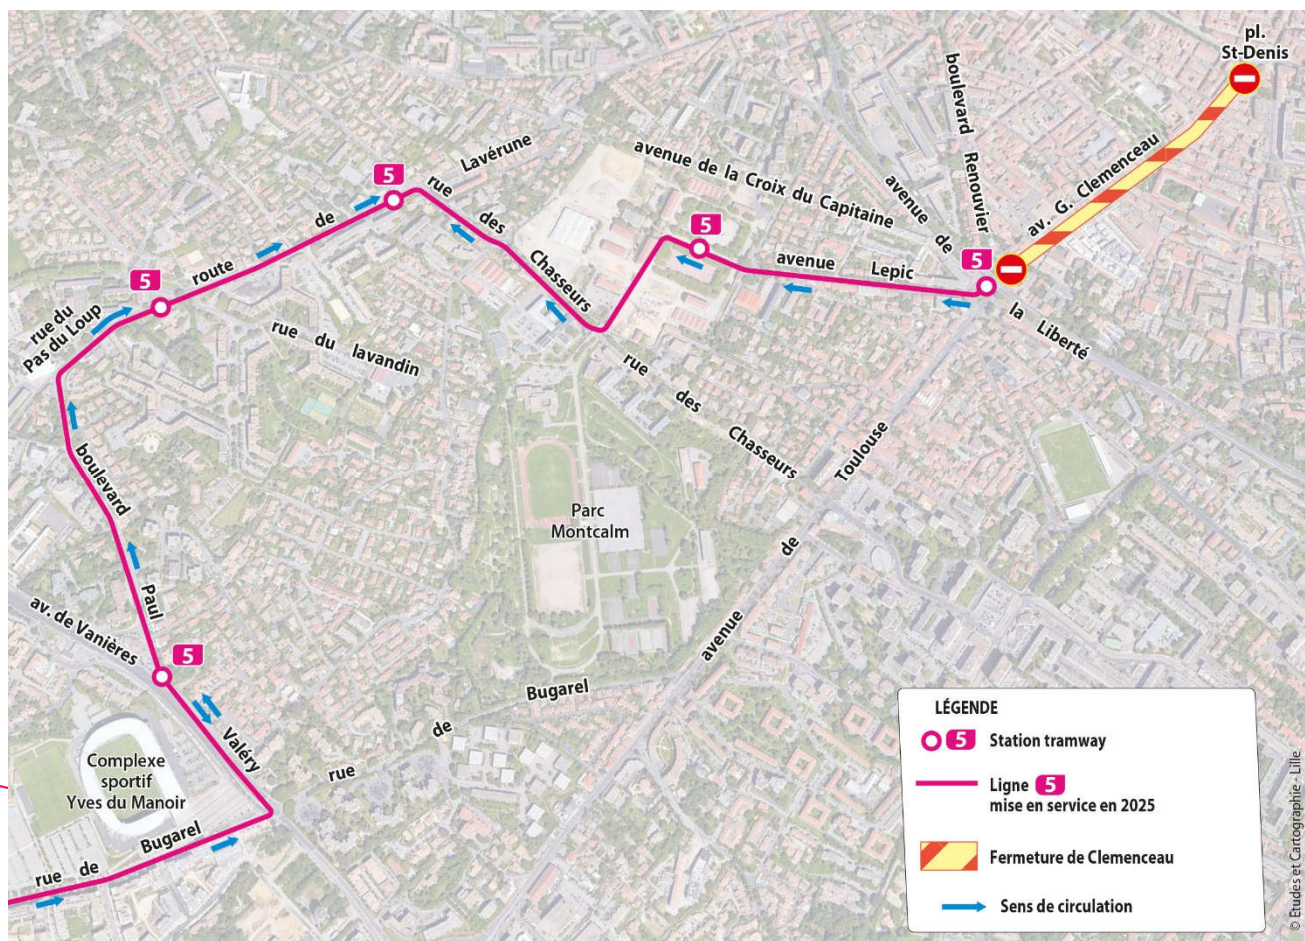 pl.
St-Denis
boulevard Renouvier
av. G. Clemenceau
Lavérune
avenue de la Croix du Capitaine
avenue de
5
rue des
5
de
5
avenue Lepic
5
route
Chasseurs
5
rue du
Pas du Loup
rue du lavandin
la Liberté
rue des
Chasseurs
Toulouse
boulevard
Parc
Montcalm
de
Paul
av. de Vanières
avenue
5
Bugarel
de
Valéry
rue
Complexe
sportif
Yves du Manoir
Bugarel
rue de
LÉGENDE
5 Station tramway
Ligne 5
mise en service en 2025
Fermeture de Clemenceau
Sens de circulation
© Etudes et Cartographie - Lille